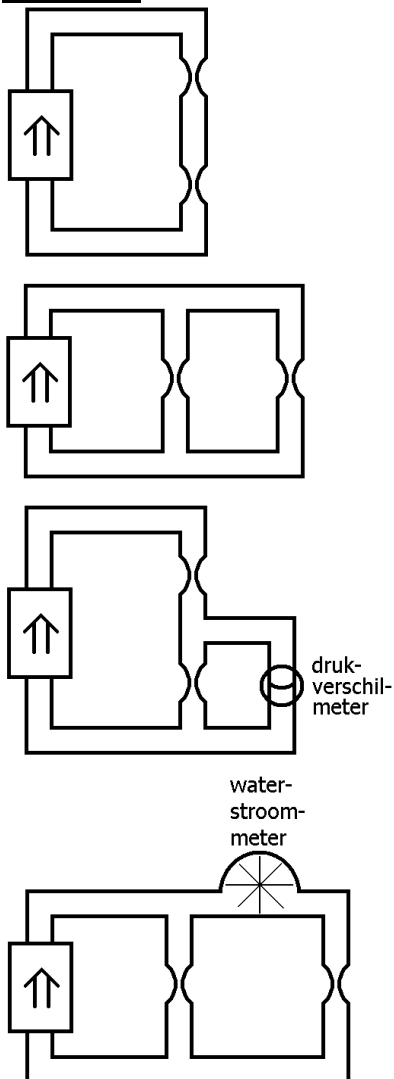 druk-
verschil-
meter
water-
stroom-
meter